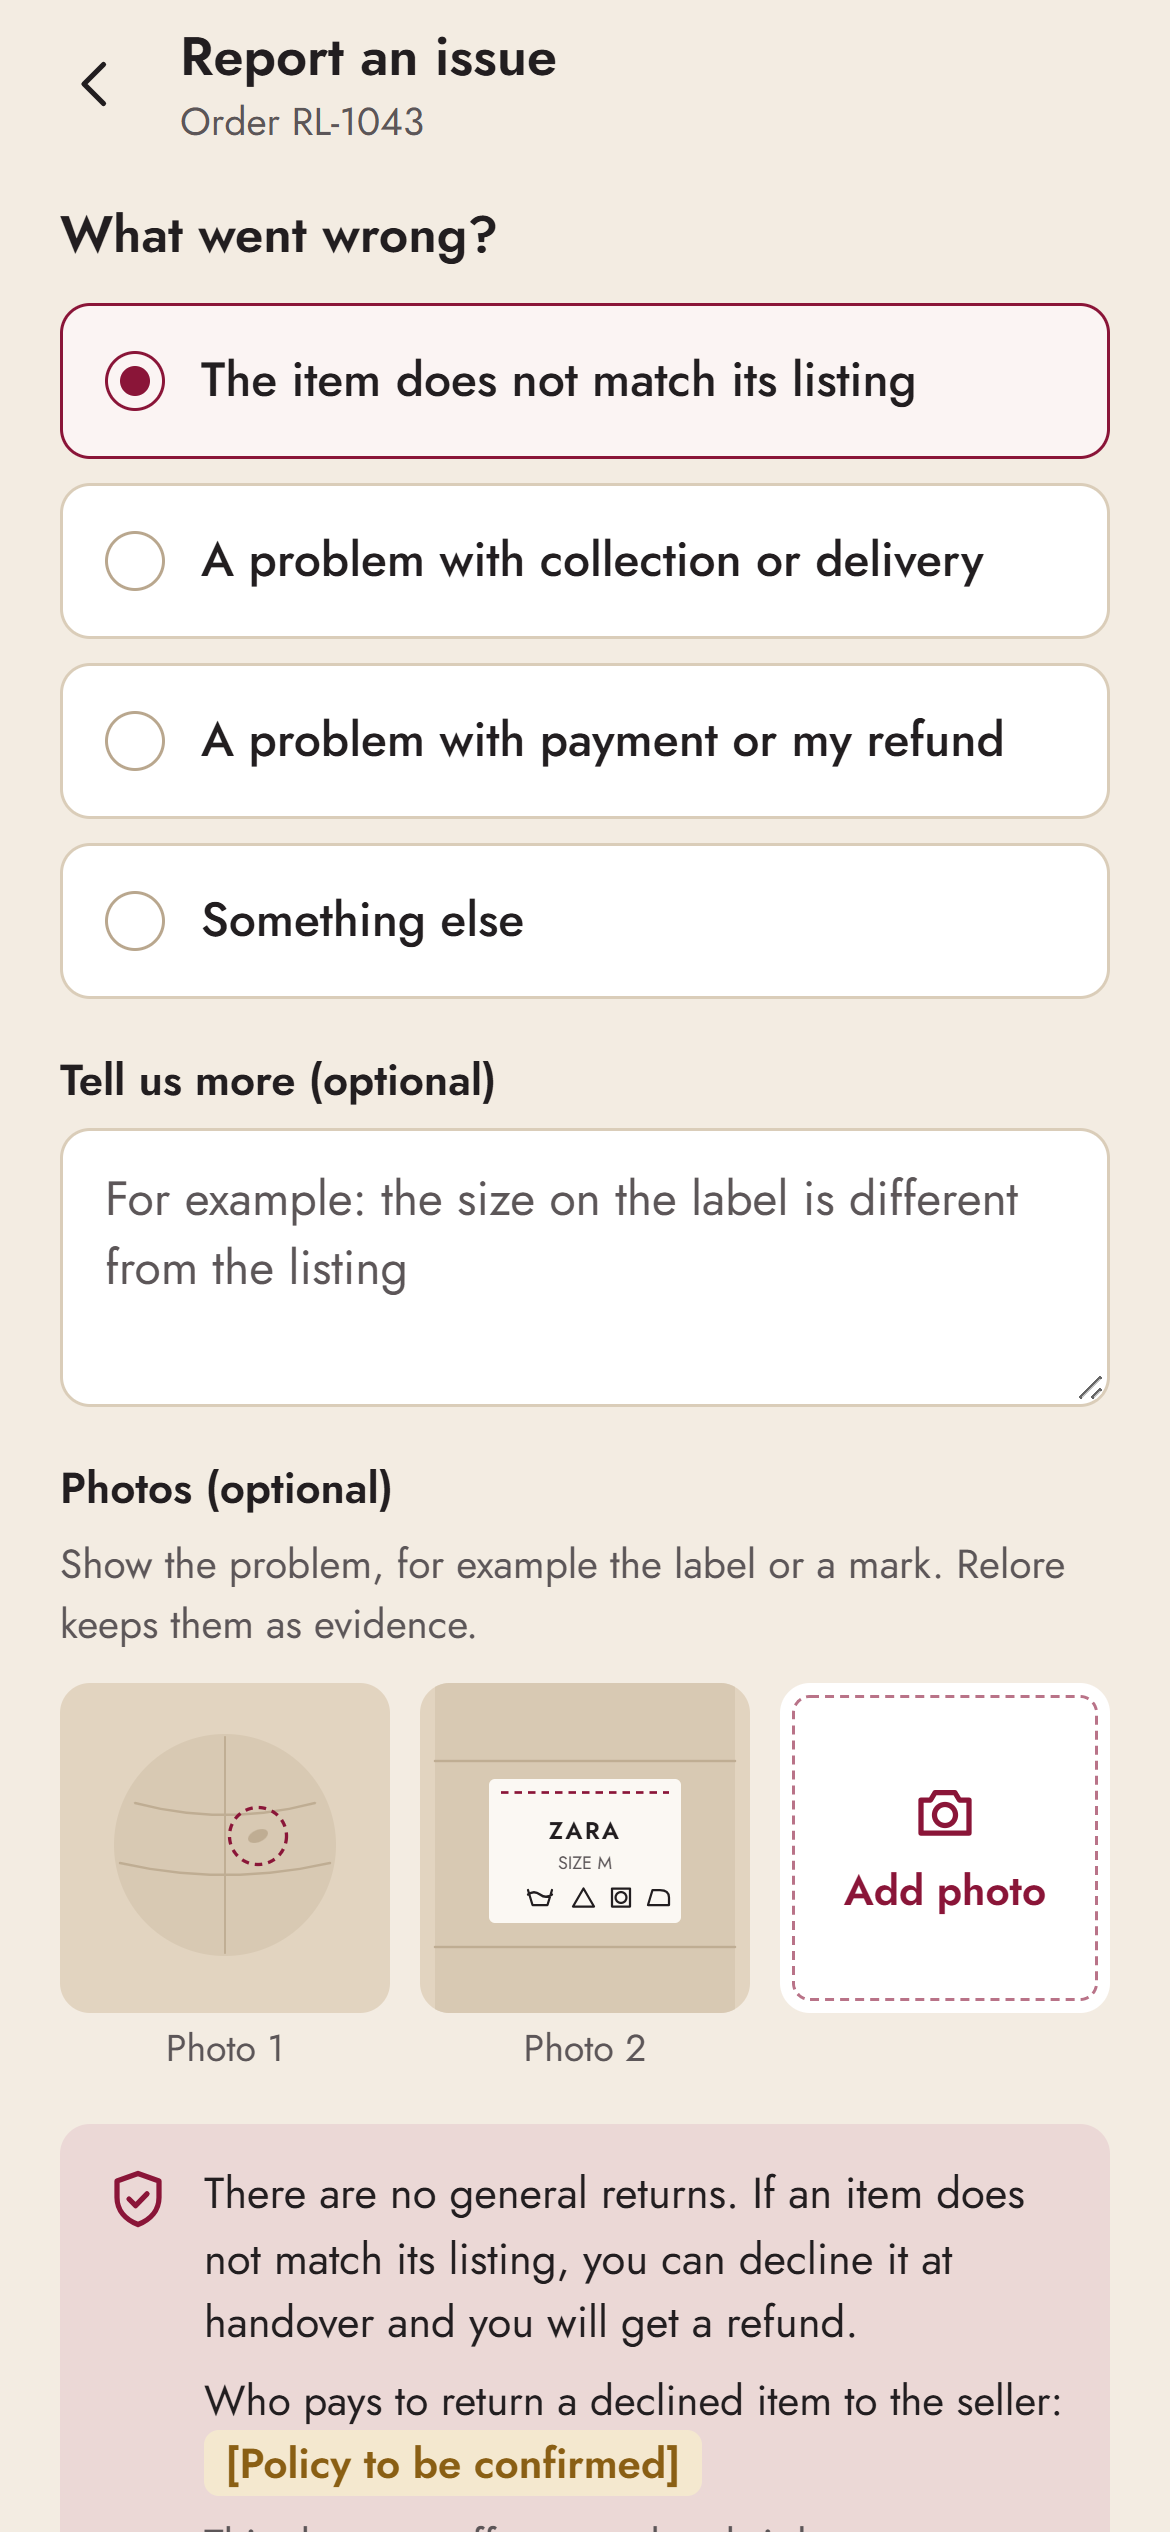 Report an issue
Order RL-1043
What went wrong?
The item does not match its listing
A problem with collection or delivery
A problem with payment or my refund
Something else
Tell us more (optional)
For example: the size on the label is different
from the listing
Photos (optional)
Show the problem, for example the label or a mark. Relore
keeps them as evidence.
ZARA
SIZE M
Add photo
Photo 1
Photo 2
There are no general returns. If an item does
not match its listing, you can decline it at
handover and you will get a refund.
Who pays to return a declined item to the seller:
[Policy to be confirmed]